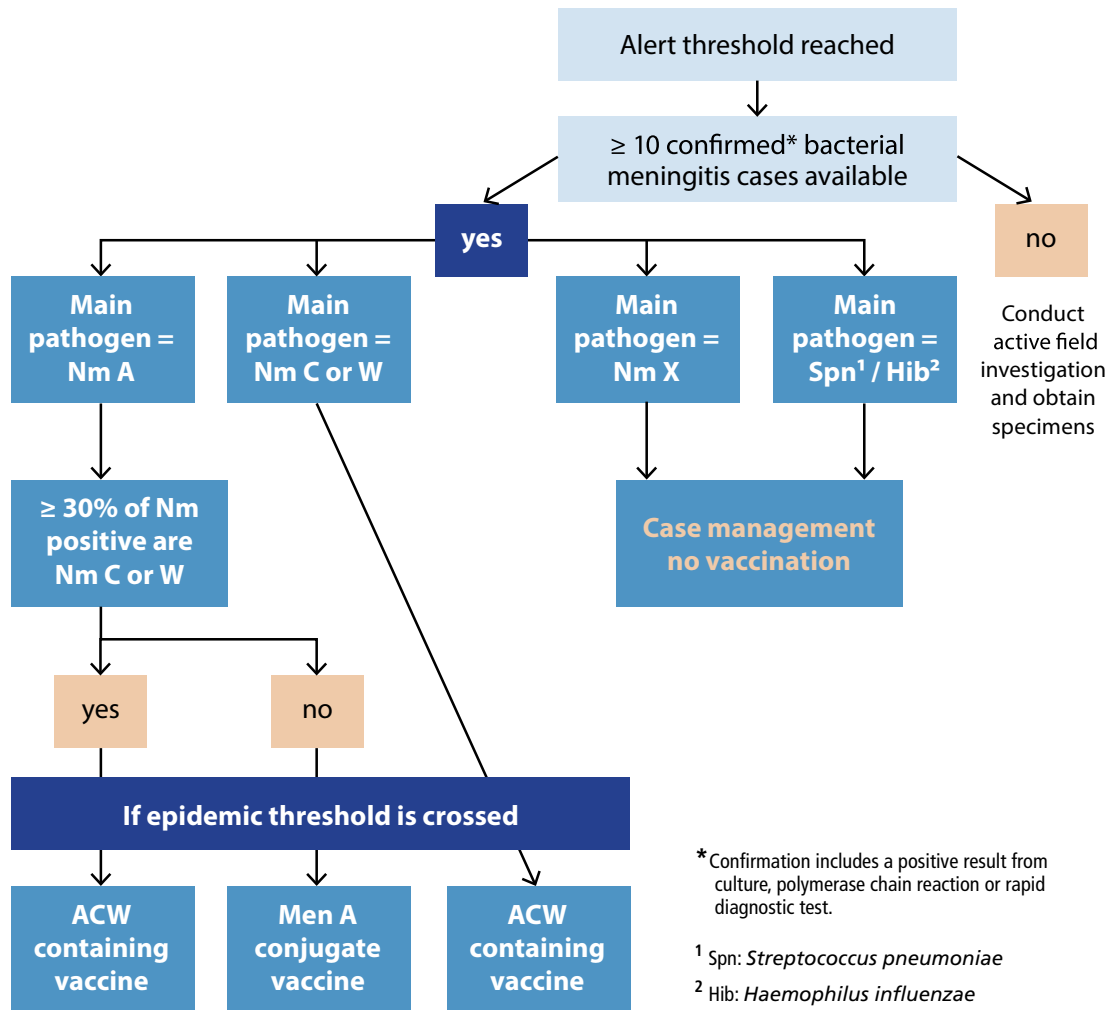 Alert threshold reached
≥ 10 confirmed* bacterial
meningitis cases available
yes
no
Main
pathogen =
Nm A
Main
pathogen =
Nm C or W
Main
pathogen =
Nm X
Main
pathogen =
Spn¹ / Hib²
Conduct
active field
investigation
and obtain
specimens
≥ 30% of Nm
positive are
Nm C or W
Case management
no vaccination
yes
no
If epidemic threshold is crossed
ACW
containing
vaccine
Men A
conjugate
vaccine
ACW
containing
vaccine
* Confirmation includes a positive result from
culture, polymerase chain reaction or rapid
diagnostic test.
¹ Spn: Streptococcus pneumoniae
² Hib: Haemophilus influenzae